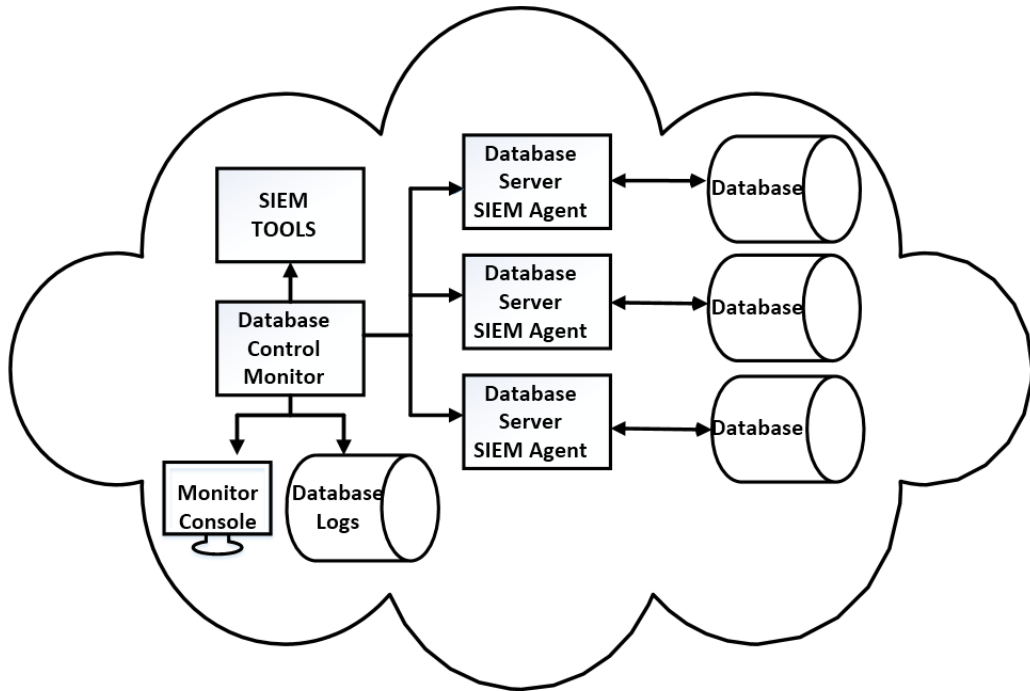 SIEM
TOOLS
Database
Control
Monitor
Monitor
Console
Database
Logs
Database
Server
SIEM Agent
Database
Database
Server
SIEM Agent
Database
Database
Server
SIEM Agent
Database